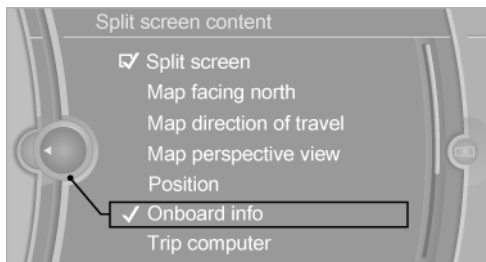 Split screen content
Split screen
Map facing north
Map direction of travel
Map perspective view
Position
Onboard info
Trip computer